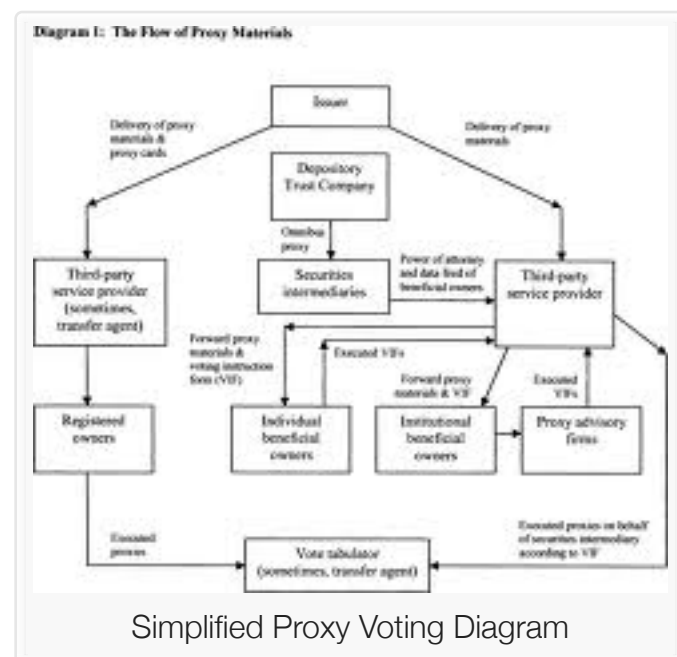 Diagram 1: The Flow of Proxy Materials
Issuer
Delivery of proxy
materials &
proxy cards
Delivery of proxy
materials
Depository
Trust Company
Omnibus
proxy
Third-party
service provider
(sometimes,
transfer agent)
Securities
intermediaries
Power of attorney
and data feed of
beneficial owners
Third-party
service provider
Forward proxy
materials &
voting instruction
form (VIF)
Executed VIFs
Forward proxy
materials & VIF
Executed
VIFs
Registered
owners
Individual
beneficial
owners
Institutional
beneficial
owners
Proxy advisory
firms
Executed
proxies
Vote tabulator
(sometimes, transfer agent)
Executed proxies on behalf
of securities intermediary
according to VIF
Simplified Proxy Voting Diagram